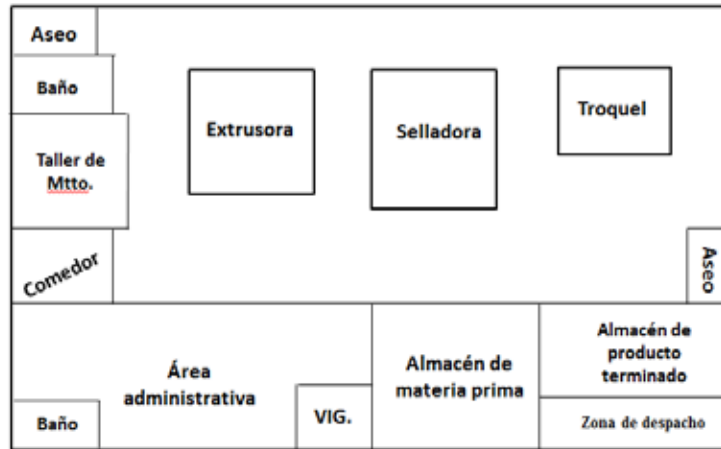 Aseo
Baño
Extrusora
Selladora
Troquel
Taller de
Mtto.
Comedor
Aseo
Área
administrativa
Almacén de
materia prima
Almacén de
producto
terminado
Baño
VIG.
Zona de despacho